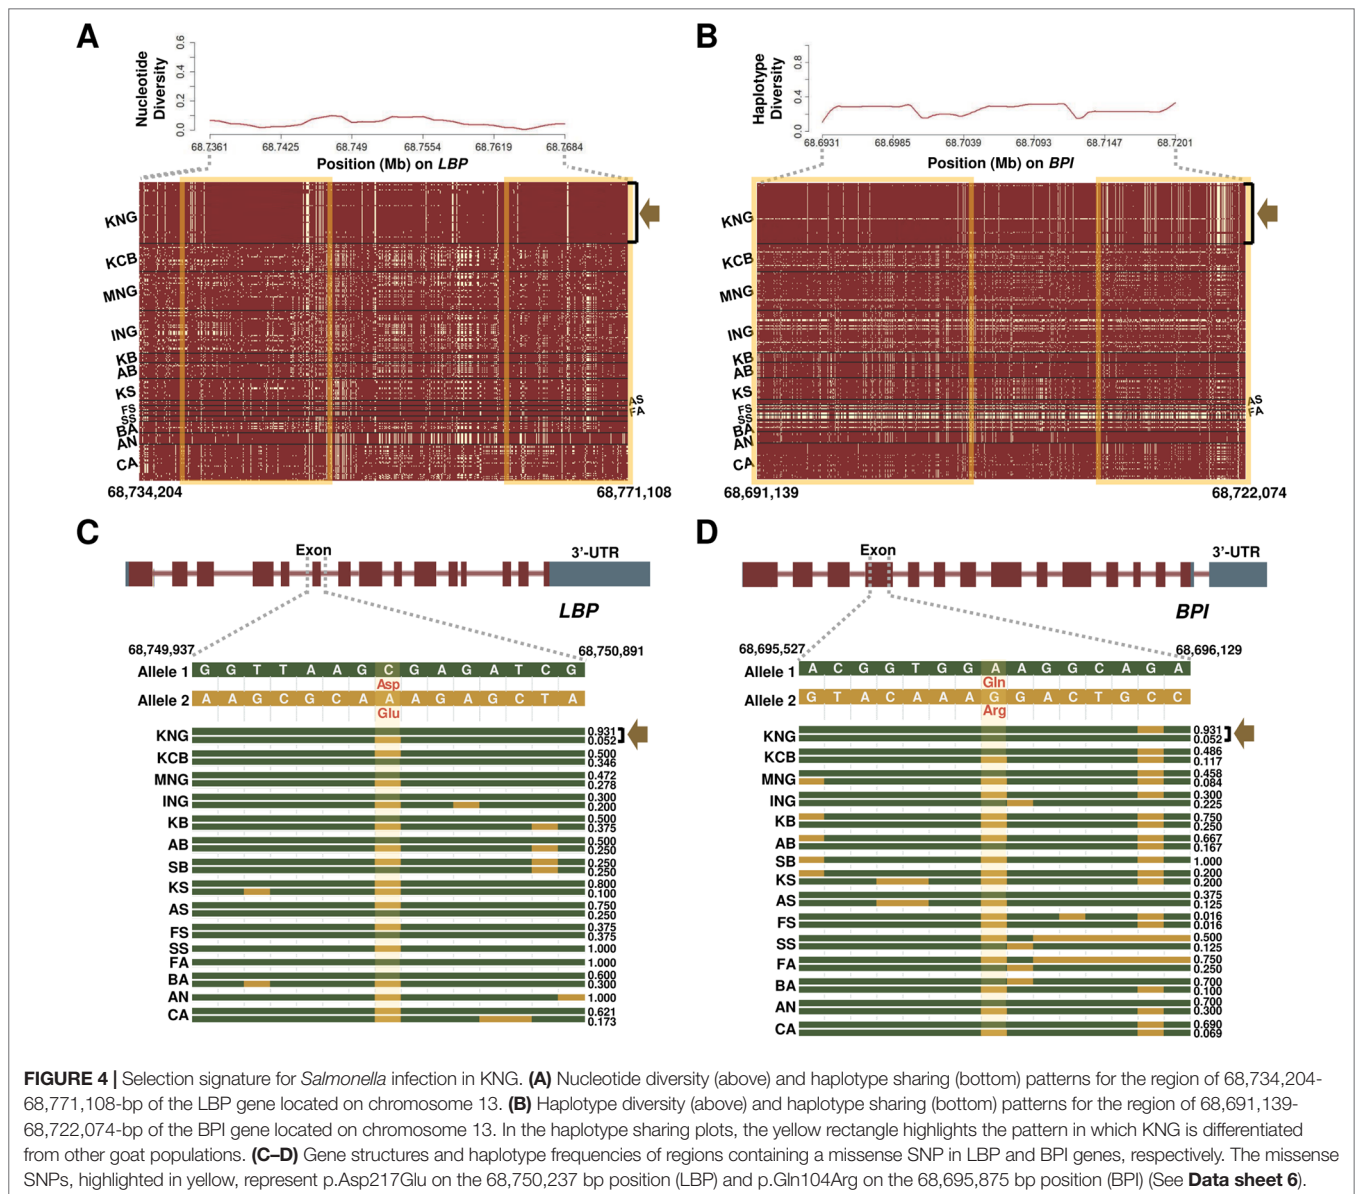 A
Nucleotide
Diversity
0.6
0.4
0.2
0.0
68.7361 68.7425 68.749 68.7554 68.7619 68.7684
Position (Mb) on LBP
KNG
KCB
MNG
ING
KB
AB
KS
FS
SS
BA
AN
CA
AS
FA
68,734,204 68,771,108
B
Haplotype
Diversity
0.8
0.4
0.0
68.6931 68.6985 68.7039 68.7093 68.7147 68.7201
Position (Mb) on BPI
KNG
KCB
MNG
ING
KB
AB
KS
FS
SS
BA
AN
CA
AS
FA
68,691,139 68,722,074
C
Exon 3'-UTR
LBP
68,749,937 68,750,891
Allele 1 G G T T A A G C G A G A T C G
Asp
Allele 2 A A G C G C A A A G A G C T A
Glu
KNG 0.931
0.052
KCB 0.500
0.346
MNG 0.472
0.278
ING 0.300
0.200
KB 0.500
0.375
AB 0.500
0.250
SB 0.250
0.250
KS 0.800
0.100
AS 0.750
0.250
FS 0.375
0.375
SS 1.000
FA 1.000
BA 0.600
0.300
AN 1.000
CA 0.621
0.173
D
Exon 3'-UTR
BPI
68,695,527 68,696,129
Allele 1 A C G G T G G A A G G C A G A
Gln
Allele 2 G T A C A A A G G A C T G C C
Arg
KNG 0.931
0.052
KCB 0.486
0.117
MNG 0.458
0.084
ING 0.300
0.225
KB 0.750
0.250
AB 0.667
0.167
SB 1.000
KS 0.200
0.200
AS 0.375
0.125
FS 0.016
0.016
SS 0.500
0.125
FA 0.750
0.250
BA 0.700
0.100
AN 0.700
0.300
CA 0.690
0.069
FIGURE 4 | Selection signature for Salmonella infection in KNG. (A) Nucleotide diversity (above) and haplotype sharing (bottom) patterns for the region of 68,734,204-
68,771,108-bp of the LBP gene located on chromosome 13. (B) Haplotype diversity (above) and haplotype sharing (bottom) patterns for the region of 68,691,139-
68,722,074-bp of the BPI gene located on chromosome 13. In the haplotype sharing plots, the yellow rectangle highlights the pattern in which KNG is differentiated
from other goat populations. (C–D) Gene structures and haplotype frequencies of regions containing a missense SNP in LBP and BPI genes, respectively. The missense
SNPs, highlighted in yellow, represent p.Asp217Glu on the 68,750,237 bp position (LBP) and p.Gln104Arg on the 68,695,875 bp position (BPI) (See Data sheet 6).